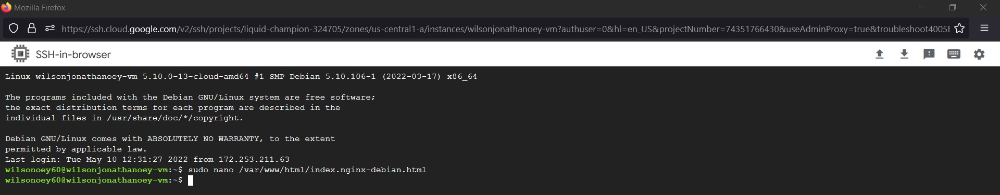 Mozilla Firefox
https://ssh.cloud.google.com/v2/ssh/projects/liquid-champion-324705/zones/us-central1-a/instances/wilsonjonathanoey-vm?authuser=0&hl=en_US&projectNumber=74351766430&useAdminProxy=true&troubleshoot4005E
SSH-in-browser
Linux wilsonjonathanoey-vm 5.10.0-13-cloud-amd64 #1 SMP Debian 5.10.106-1 (2022-03-17) x86_64
The programs included with the Debian GNU/Linux system are free software;
the exact distribution terms for each program are described in the
individual files in /usr/share/doc/*/copyright.
Debian GNU/Linux comes with ABSOLUTELY NO WARRANTY, to the extent
permitted by applicable law.
Last login: Tue May 10 12:31:27 2022 from 172.253.211.63
wilsonoey60@wilsonjonathanoey-vm:~$ sudo nano /var/www/html/index.nginx-debian.html
wilsonoey60@wilsonjonathanoey-vm:~$